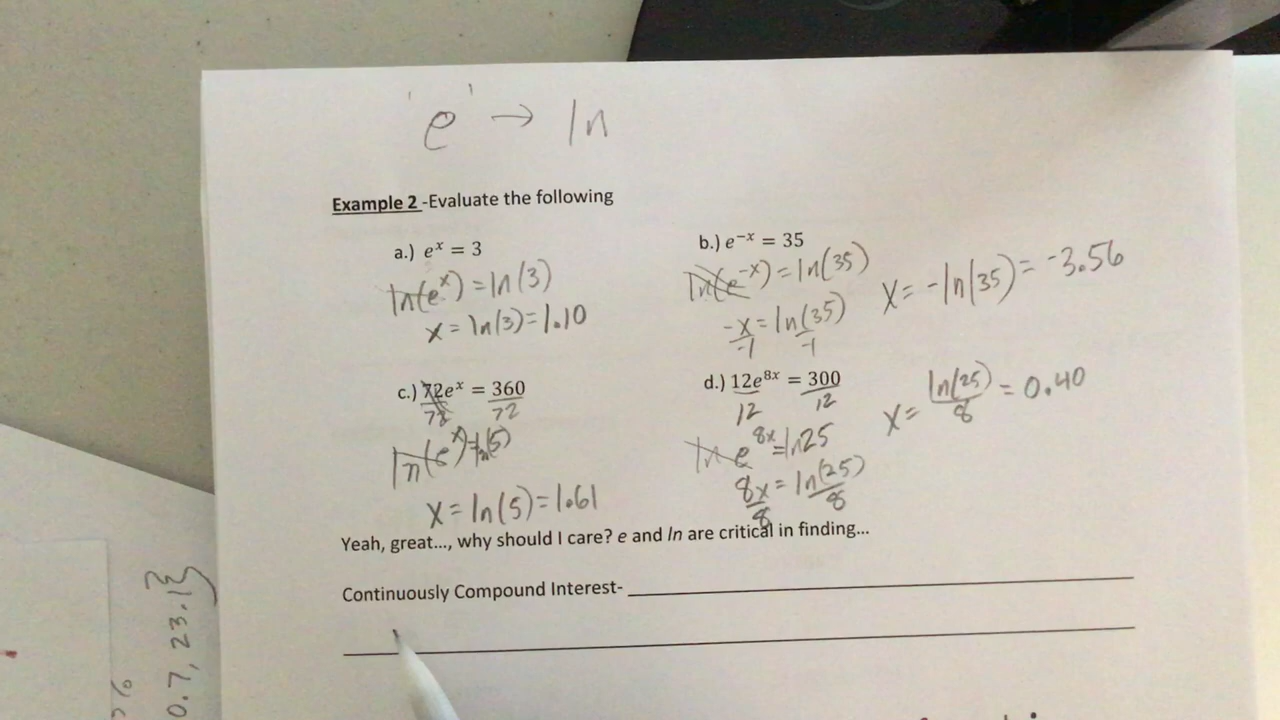 'e' → ln
Example 2 -Evaluate the following
a.) e^x = 3
ln(e^x) = ln(3)
x = ln(3) = 1.10
b.) e^-x = 35
ln(e^-x) = ln(35)
-x/-1 = ln(35)/-1
x = -ln(35) = -3.56
c.) 72e^x/72 = 360/72
ln(e^x) = ln(5)
x = ln(5) = 1.61
d.) 12e^8x/12 = 300/12
ln e^8x = ln25
8x/8 = ln(25)/8
x = ln(25)/8 = 0.40
Yeah, great..., why should I care? e and ln are critical in finding...
Continuously Compound Interest-
0.7, 23.1}
%